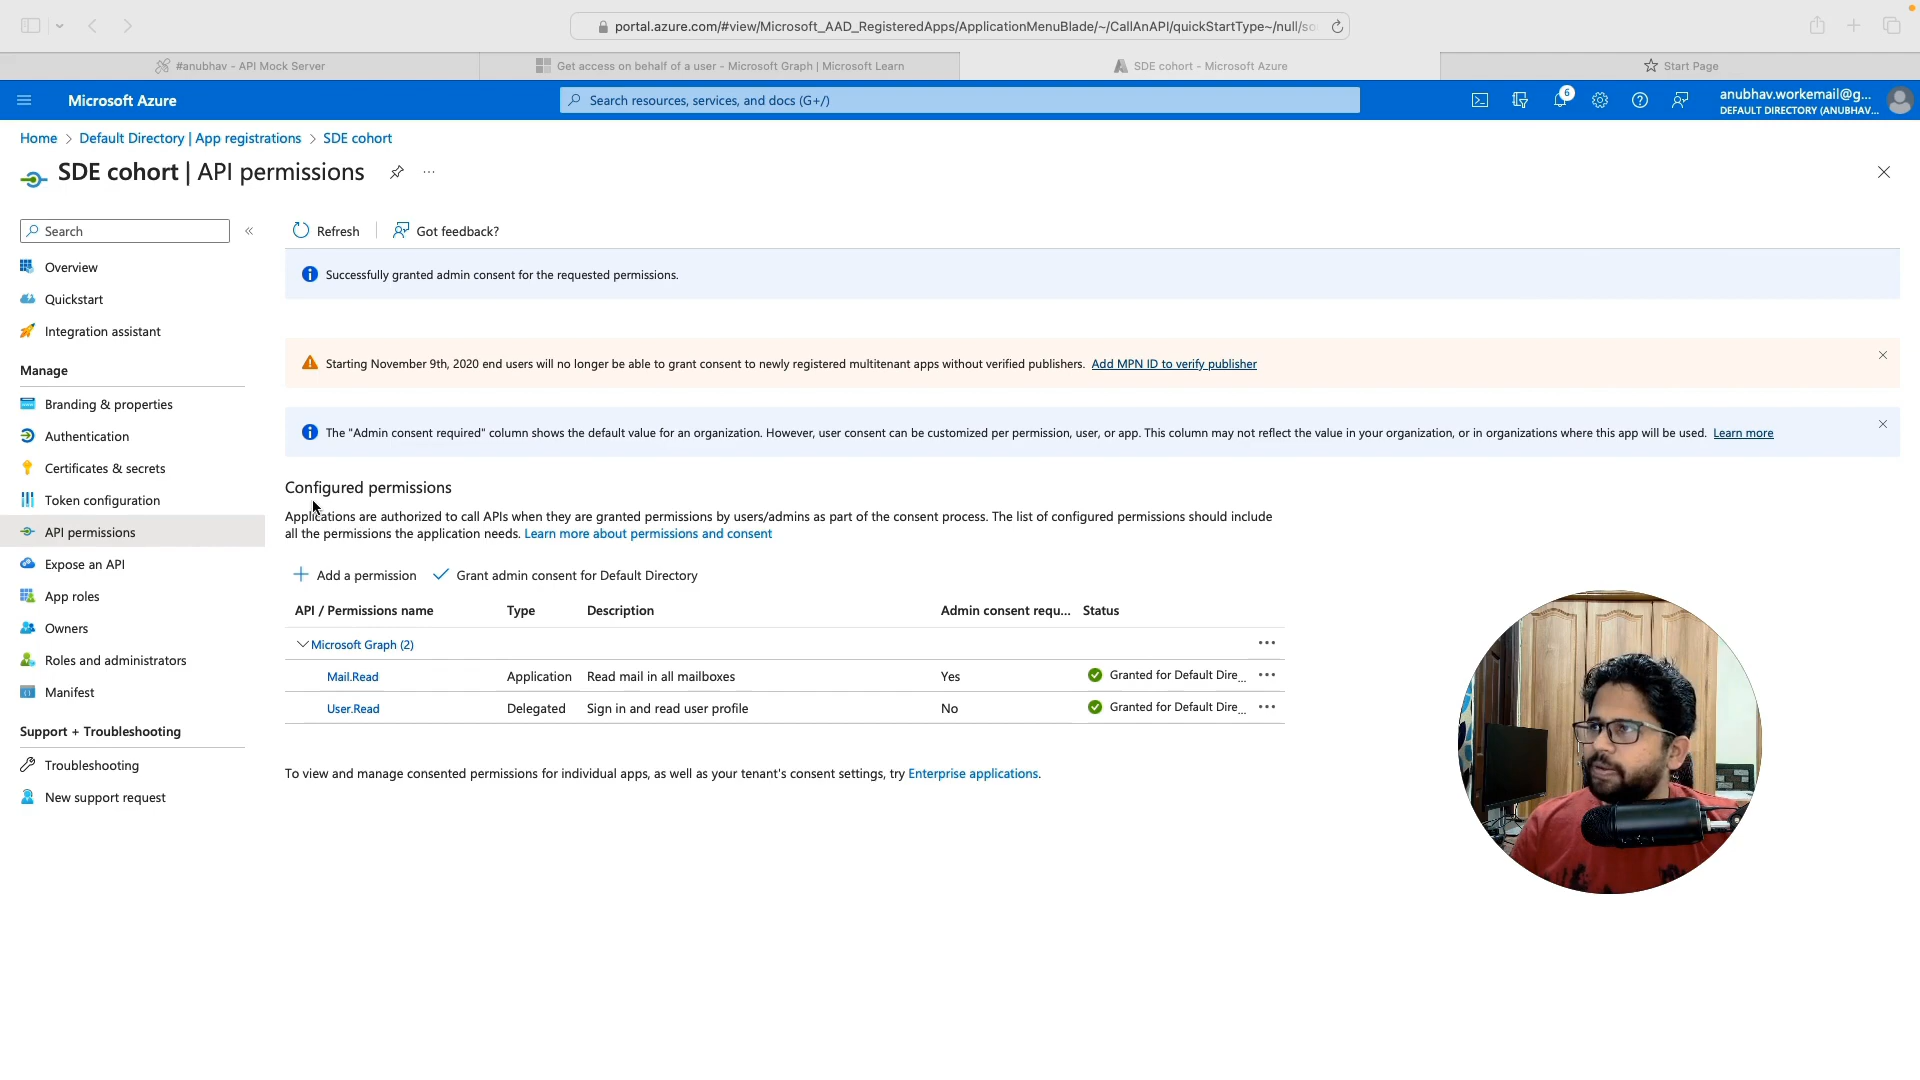 portal.azure.com/#view/Microsoft_AAD_RegisteredApps/ApplicationMenuBlade/~/CallAnAPI/quickStartType~/null/so
#anubhav - API Mock Server
Get access on behalf of a user - Microsoft Graph | Microsoft Learn
SDE cohort - Microsoft Azure
Start Page
Microsoft Azure
Search resources, services, and docs (G+/)
6
anubhav.workemail@g...
DEFAULT DIRECTORY (ANUBHAV...
Home > Default Directory | App registrations > SDE cohort
SDE cohort | API permissions
...
Search
«
Refresh
Got feedback?
Overview
Quickstart
Integration assistant
Manage
Branding & properties
Authentication
Certificates & secrets
Token configuration
API permissions
Expose an API
App roles
Owners
Roles and administrators
Manifest
Support + Troubleshooting
Troubleshooting
New support request
Successfully granted admin consent for the requested permissions.
Starting November 9th, 2020 end users will no longer be able to grant consent to newly registered multitenant apps without verified publishers. Add MPN ID to verify publisher
The "Admin consent required" column shows the default value for an organization. However, user consent can be customized per permission, user, or app. This column may not reflect the value in your organization, or in organizations where this app will be used. Learn more
Configured permissions
Applications are authorized to call APIs when they are granted permissions by users/admins as part of the consent process. The list of configured permissions should include
all the permissions the application needs. Learn more about permissions and consent
Add a permission
Grant admin consent for Default Directory
API / Permissions name Type Description Admin consent requ... Status
Microsoft Graph (2) ...
Mail.Read Application Read mail in all mailboxes Yes Granted for Default Dire... ...
User.Read Delegated Sign in and read user profile No Granted for Default Dire... ...
To view and manage consented permissions for individual apps, as well as your tenant's consent settings, try Enterprise applications.